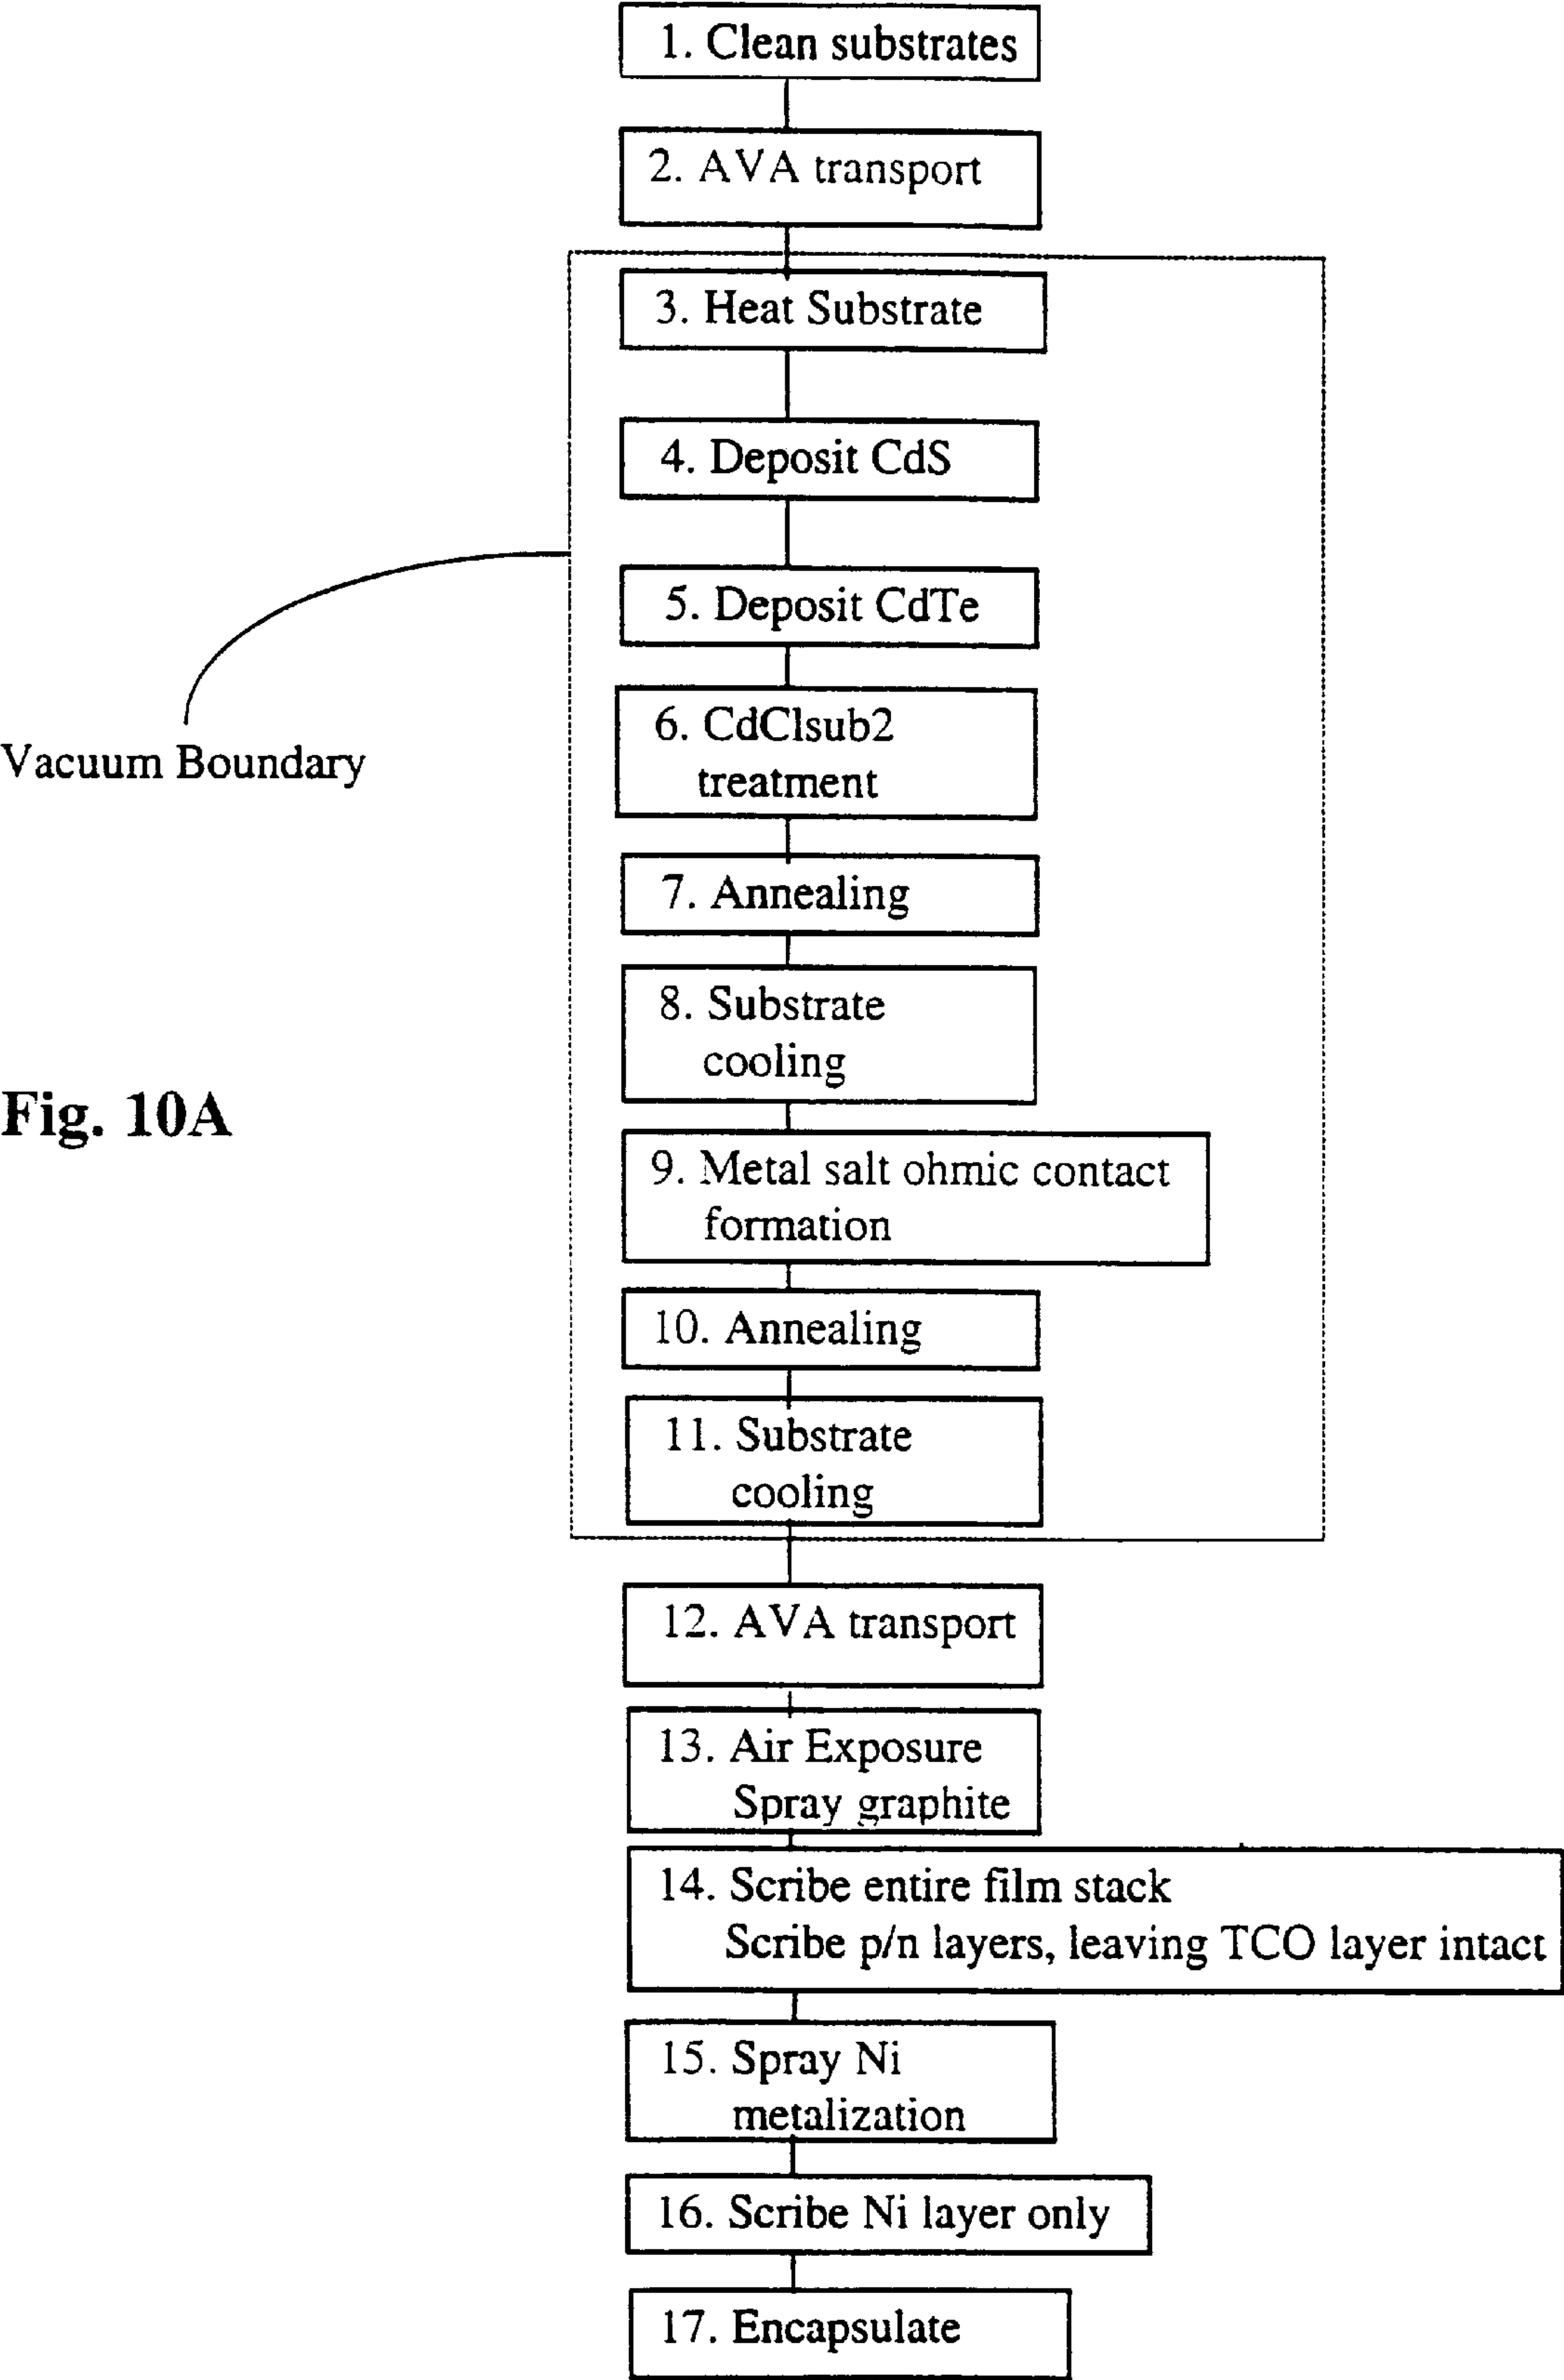 1. Clean substrates
2. AVA transport
3. Heat Substrate
4. Deposit CdS
5. Deposit CdTe
6. CdClsub2
treatment
Vacuum Boundary
7. Annealing
8. Substrate
cooling
Fig. 10A
9. Metal salt ohmic contact
formation
10. Annealing
11. Substrate
cooling
12. AVA transport
13. Air Exposure
Spray graphite
14. Scribe entire film stack
Scribe p/n layers, leaving TCO layer intact
15. Spray Ni
metalization
16. Scribe Ni layer only
17. Encapsulate